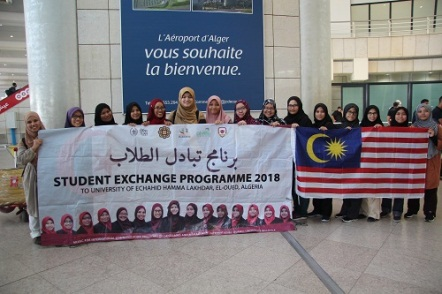 L'Aéroport d'Alger
vous souhaite
la bienvenue.
برنامج تبادل الطلاب
STUDENT EXCHANGE PROGRAMME 2018
TO UNIVERSITY OF ECHAHID HAMMA LAKHDAR, EL-OUED, ALGERIA